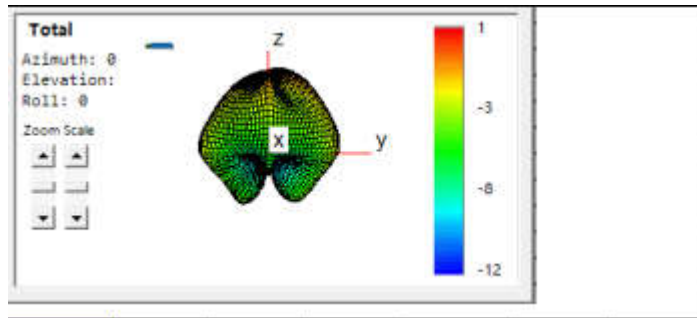 Total
Azimuth: 0
Elevation:
Roll: 0
Zoom Scale
z
x
y
1
-3
-8
-12